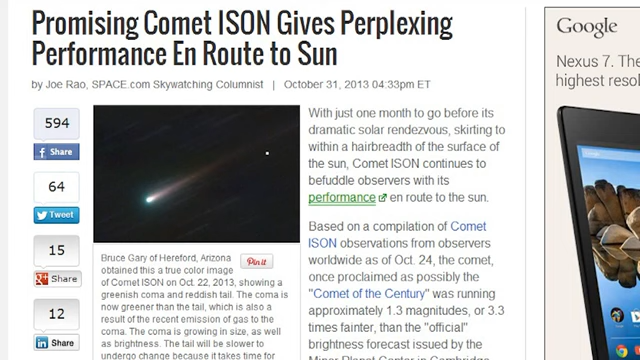 Promising Comet ISON Gives Perplexing
Performance En Route to Sun
by Joe Rao, SPACE.com Skywatching Columnist | October 31, 2013 04:33pm ET
594
Share
64
Tweet
15
Share
12
Share
Bruce Gary of Hereford, Arizona
obtained this a true color image
of Comet ISON on Oct. 22, 2013, showing a
greenish coma and reddish tail. The coma is
now greener than the tail, which is also a
result of the recent emission of gas to the
coma. The coma is growing in size, as well
as brightness. The tail will be slower to
undergo change because it takes time for
Pin it
With just one month to go before its
dramatic solar rendezvous, skirting to
within a hairbreadth of the surface of
the sun, Comet ISON continues to
befuddle observers with its
performance en route to the sun.
Based on a compilation of Comet
ISON observations from observers
worldwide as of Oct. 24, the comet,
once proclaimed as possibly the
"Comet of the Century" was running
approximately 1.3 magnitudes, or 3.3
times fainter, than the "official"
brightness forecast issued by the
Minor Planet Center in Cambridge
Google
Nexus 7. The
highest resol